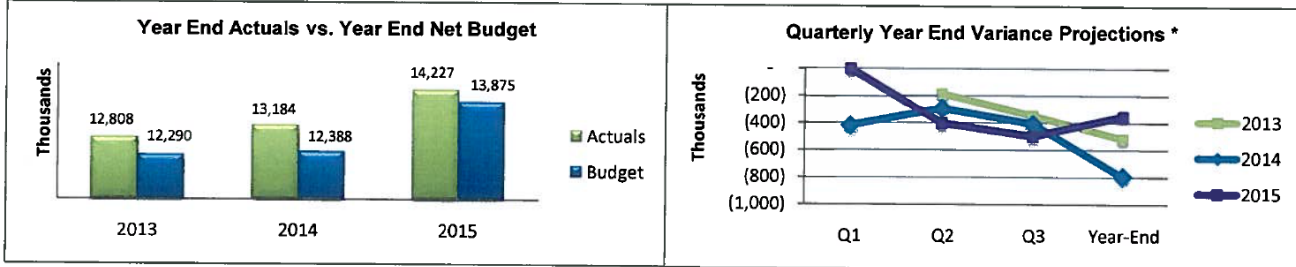 Year End Actuals vs. Year End Net Budget
Thousands
12,808
12,290
13,184
12,388
14,227
13,875
Actuals
Budget
2013
2014
2015
Quarterly Year End Variance Projections *
Thousands
-
(200)
(400)
(600)
(800)
(1,000)
Q1
Q2
Q3
Year-End
2013
2014
2015